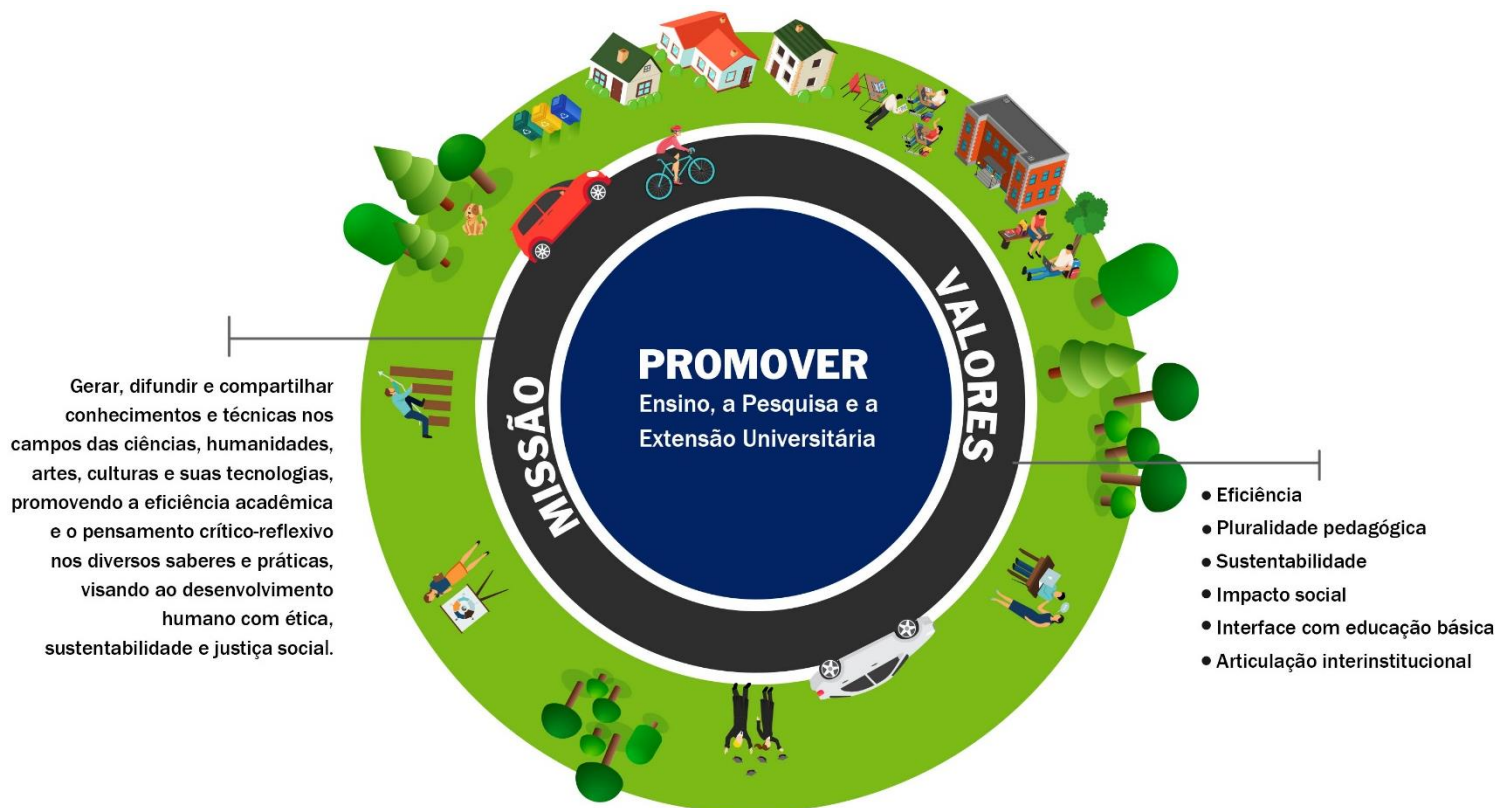 MISSÃO
Gerar, difundir e compartilhar
conhecimentos e técnicas nos
campos das ciências, humanidades,
artes, culturas e suas tecnologias,
promovendo a eficiência acadêmica
e o pensamento crítico-reflexivo
nos diversos saberes e práticas,
visando ao desenvolvimento
humano com ética,
sustentabilidade e justiça social.
PROMOVER
Ensino, a Pesquisa e a
Extensão Universitária
VALORES
• Eficiência
• Pluralidade pedagógica
• Sustentabilidade
• Impacto social
• Interface com educação básica
• Articulação interinstitucional